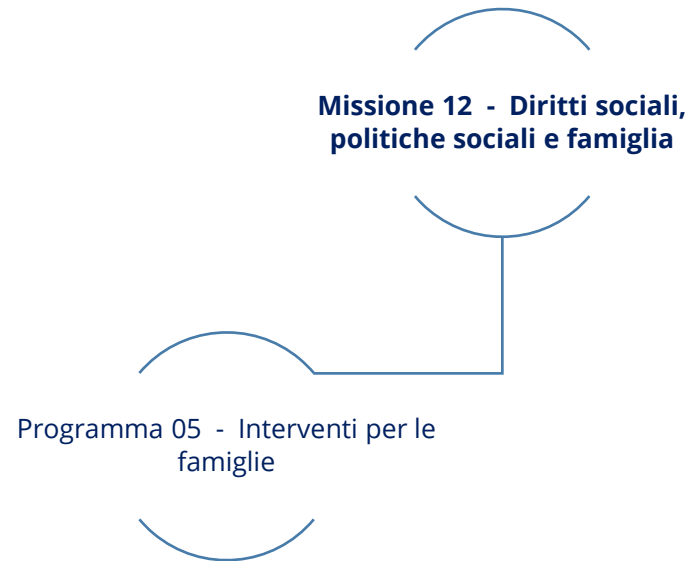 Missione 12 - Diritti sociali,
politiche sociali e famiglia
Programma 05 - Interventi per le
famiglie